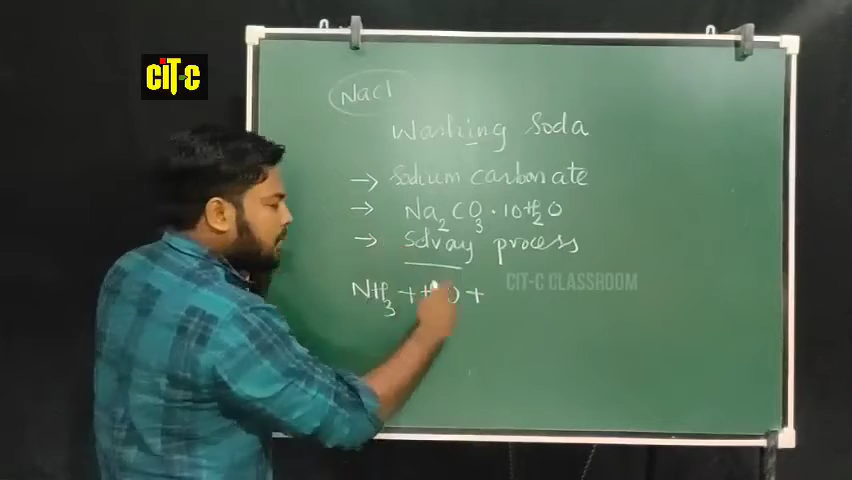 CiT-C
NaCl
Washing Soda
→ Sodium carbonate
→ Na₂CO₃·10H₂O
→ Solvay process
CIT-C CLASSROOM
NH₃ + H O +